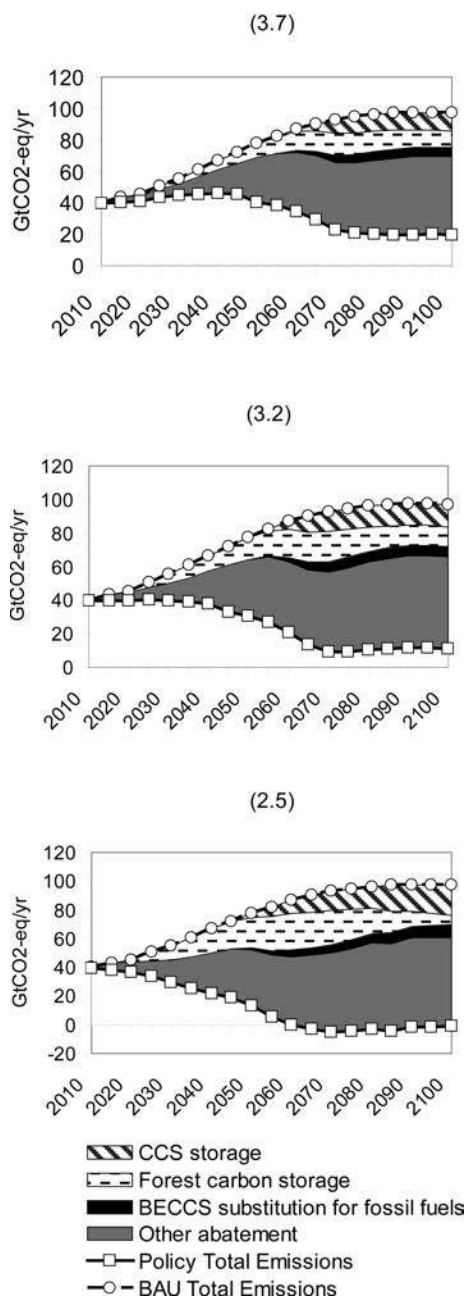 (3.7)
120
100
80
60
40
20
0
GtCO2-eq/yr
2010 2020 2030 2040 2050 2060 2070 2080 2090 2100
(3.2)
120
100
80
60
40
20
0
GtCO2-eq/yr
2010 2020 2030 2040 2050 2060 2070 2080 2090 2100
(2.5)
120
100
80
60
40
20
0
-20
GtCO2-eq/yr
2010 2020 2030 2040 2050 2060 2070 2080 2090 2100
CCS storage
Forest carbon storage
BECCS substitution for fossil fuels
Other abatement
Policy Total Emissions
BAU Total Emissions